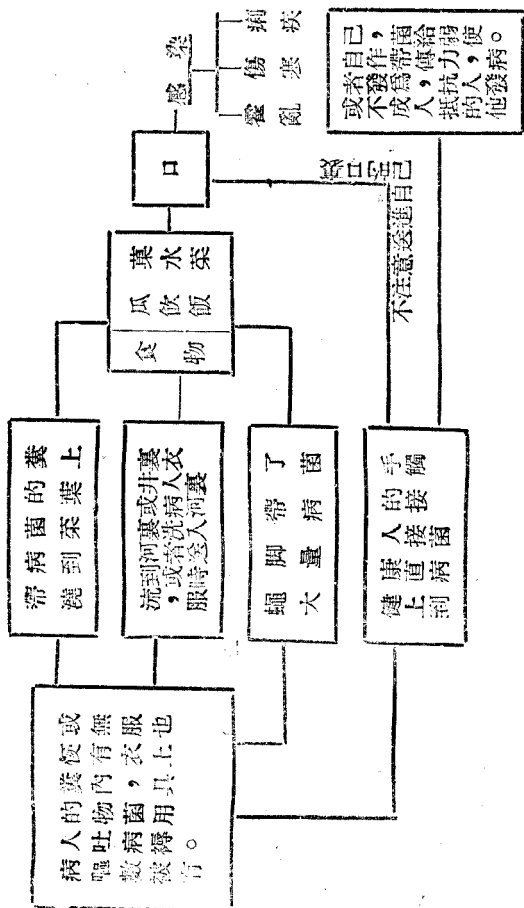 病人的糞便或
嘔吐物內有無
數病菌，衣服
被褥用具上也
有。
帶病菌的糞
澆到菜葉上
流到河裏或井裏
，或者洗病人衣
服時送入河裏
蠅脚帶了
大量病菌
健康人的手
上直接接觸
到病菌
食物
瓜菓
飲水
飯菜
口
感染
痢疾
傷寒
霍亂
不注意送進自己
的口裏
或者自己
不發作，
成爲帶菌
人，傳給
抵抗力弱
的人，使
他發病。